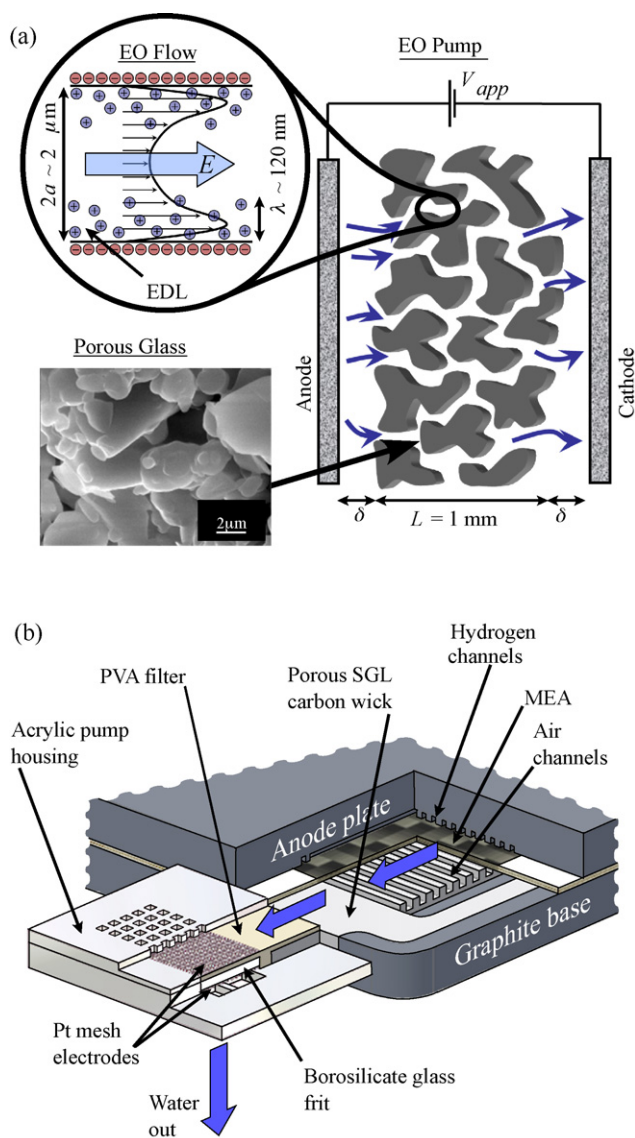 (a)
EO Flow
EO Pump
V_app
2a ~ 2 µm
E
λ ~ 120 nm
EDL
Porous Glass
2µm
Anode
Cathode
δ
L = 1 mm
δ
(b)
Hydrogen
channels
PVA filter
Porous SGL
carbon wick
MEA
Air
channels
Acrylic pump
housing
Anode plate
Graphite base
Pt mesh
electrodes
Borosilicate glass
frit
Water
out